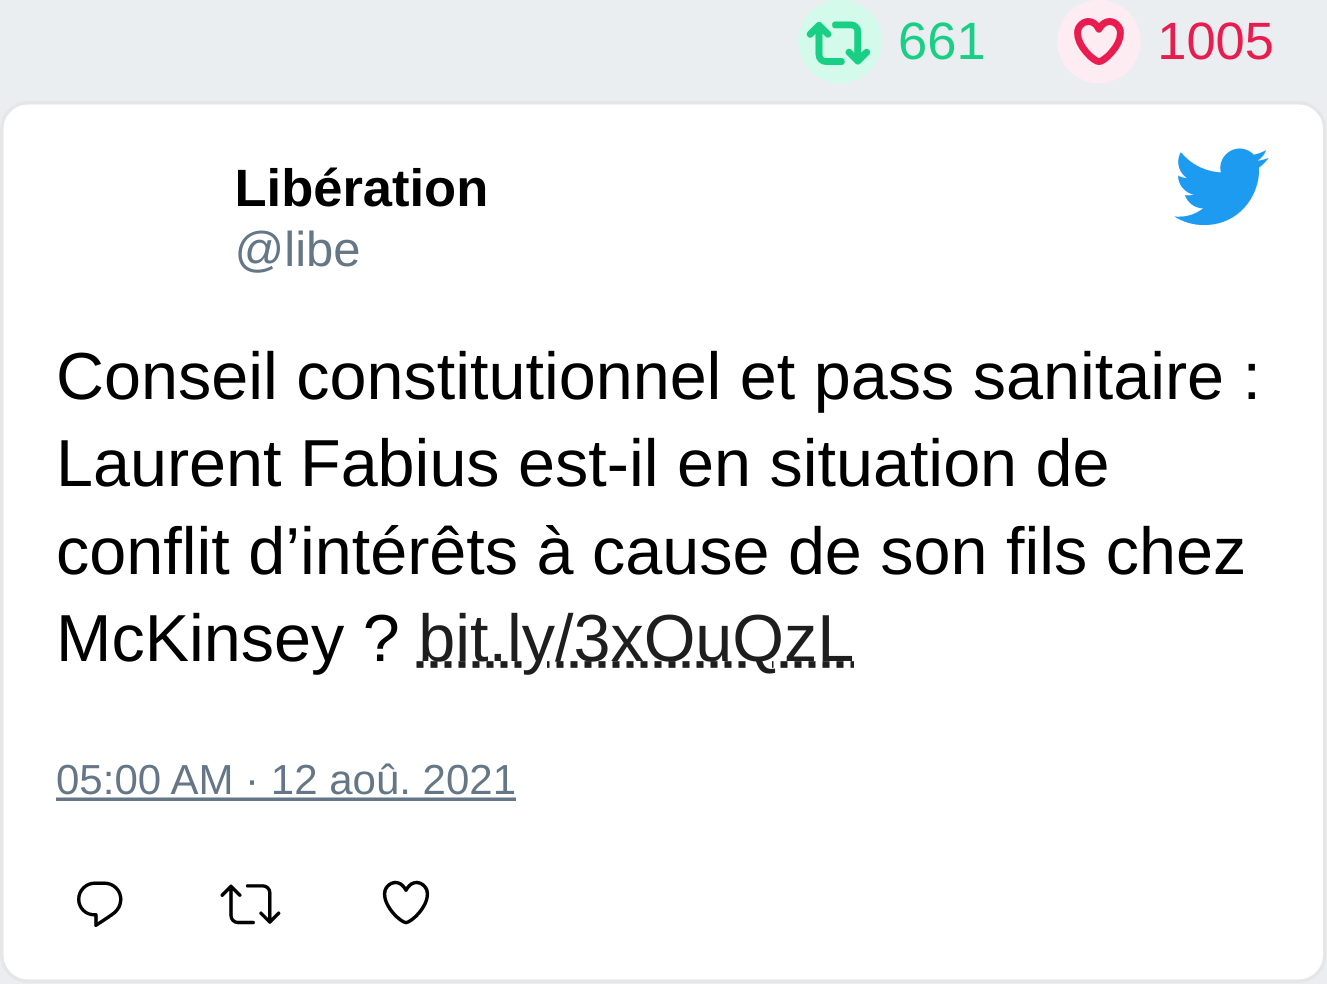 661 1005
Libération
@libe
Conseil constitutionnel et pass sanitaire :
Laurent Fabius est-il en situation de
conflit d’intérêts à cause de son fils chez
McKinsey ? bit.ly/3xOuQzL
05:00 AM · 12 aoû. 2021